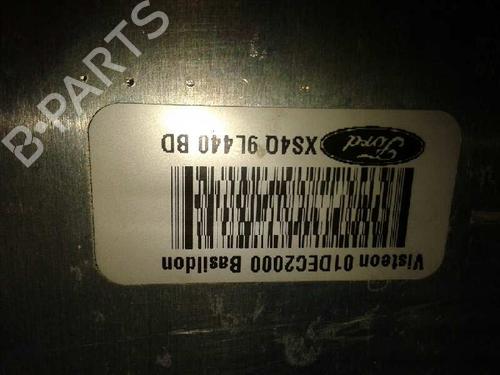 B-PARTS
Ford XS4Q 9L440 BD
Visteon 01DEC2000 Basildon